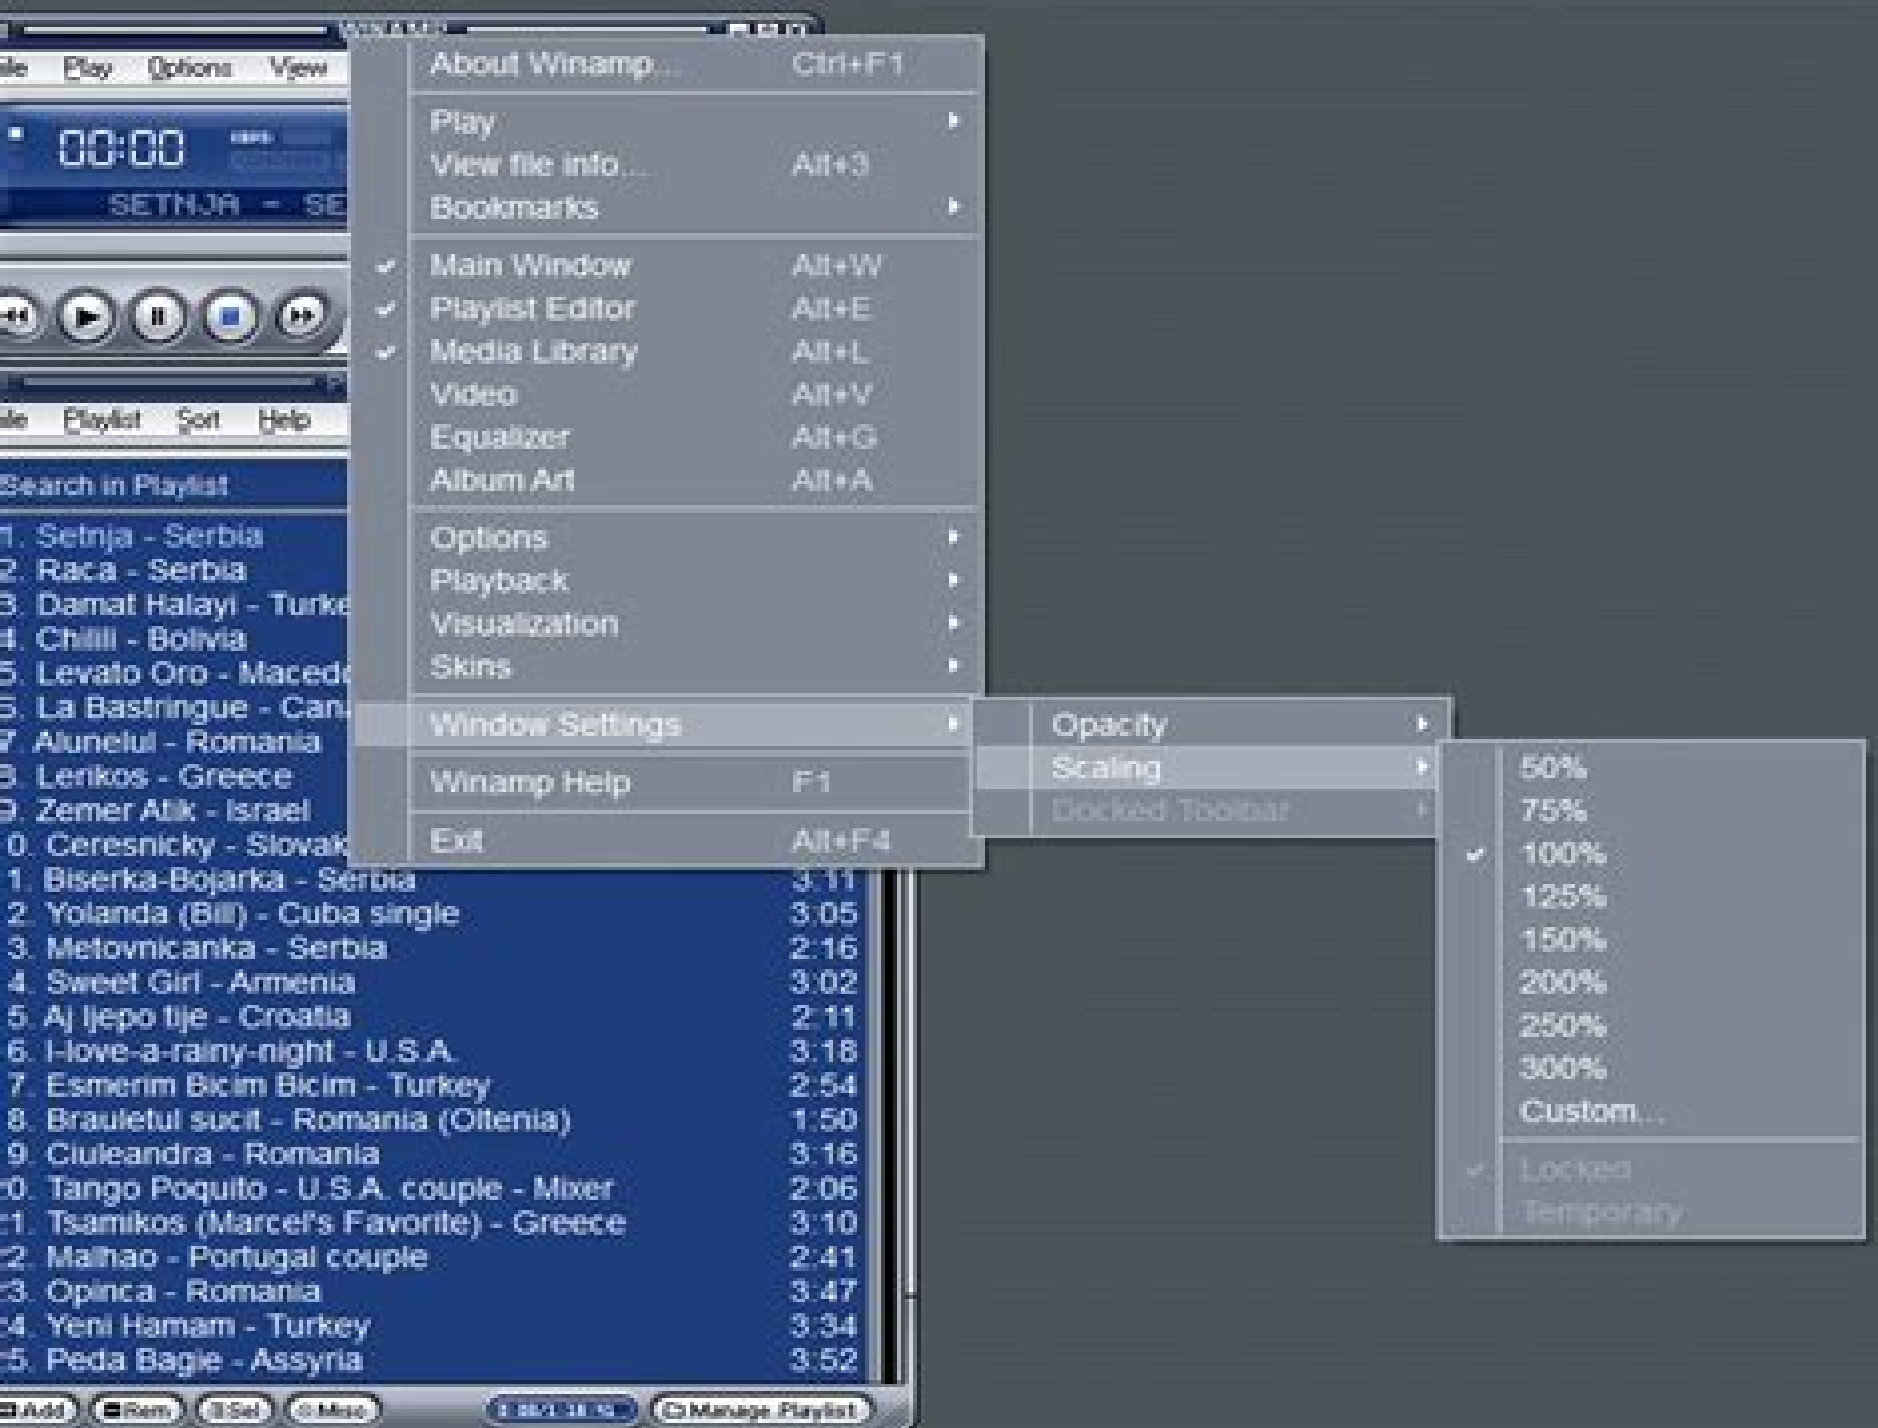 WINAMP
Play Options View
About Winamp... Ctrl+F1
Play
View file info... Alt+3
Bookmarks
00:00
SETNJA - SE
Main Window Alt+W
Playlist Editor Alt+E
Media Library Alt+L
Video Alt+V
Equalizer Alt+G
Album Art Alt+A
Options
Playback
Visualization
Skins
Window Settings
Winamp Help F1
Exit Alt+F4
Opacity
Scaling
Docked Toolbar
50%
75%
100%
125%
150%
200%
250%
300%
Custom...
Locked
Temporary
Playlist Sort Help
Search in Playlist
1. Setnja - Serbia
2. Raca - Serbia
3. Damat Halayi - Turke
4. Chilili - Bolivia
5. Levato Oro - Maced
6. La Bastringue - Can
7. Alunelul - Romania
8. Lerikos - Greece
9. Zemer Atik - Israel
0. Ceresnicky - Slovak
1. Biserka-Bojarka - Serbia 3:11
2. Yolanda (Bill) - Cuba single 3:05
3. Metovnicanka - Serbia 2:16
4. Sweet Girl - Armenia 3:02
5. Aj ljepo tije - Croatia 2:11
6. I-love-a-rainy-night - U.S.A. 3:18
7. Esmerim Bicim Bicim - Turkey 2:54
8. Brauletul sucit - Romania (Oltenia) 1:50
9. Ciuleandra - Romania 3:16
0. Tango Poquito - U.S.A. couple - Mixer 2:06
1. Tsamikos (Marcel's Favorite) - Greece 3:10
2. Malhao - Portugal couple 2:41
3. Opinca - Romania 3:47
4. Yeni Hamam - Turkey 3:34
5. Peda Bagie - Assyria 3:52
Add Rem Sel Misc Manage Playlist